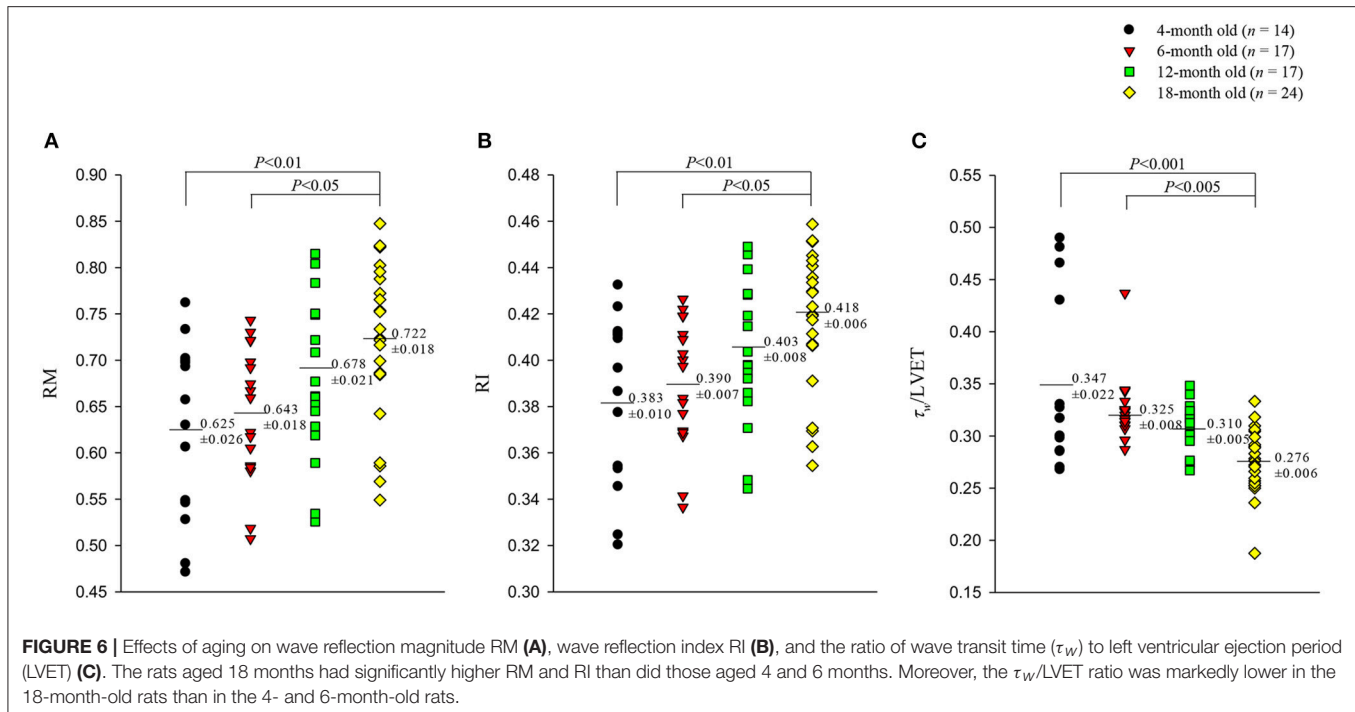 4-month old (n = 14)
6-month old (n = 17)
12-month old (n = 17)
18-month old (n = 24)
A
P<0.01
P<0.05
RM
0.90
0.85
0.80
0.75
0.70
0.65
0.60
0.55
0.50
0.45
0.625
±0.026
0.643
±0.018
0.678
±0.021
0.722
±0.018
B
P<0.01
P<0.05
RI
0.48
0.46
0.44
0.42
0.40
0.38
0.36
0.34
0.32
0.30
0.383
±0.010
0.390
±0.007
0.403
±0.008
0.418
±0.006
C
P<0.001
P<0.005
τw/LVET
0.55
0.50
0.45
0.40
0.35
0.30
0.25
0.20
0.15
0.347
±0.022
0.325
±0.008
0.310
±0.005
0.276
±0.006
FIGURE 6 | Effects of aging on wave reflection magnitude RM (A), wave reflection index RI (B), and the ratio of wave transit time (τW) to left ventricular ejection period
(LVET) (C). The rats aged 18 months had significantly higher RM and RI than did those aged 4 and 6 months. Moreover, the τW/LVET ratio was markedly lower in the
18-month-old rats than in the 4- and 6-month-old rats.